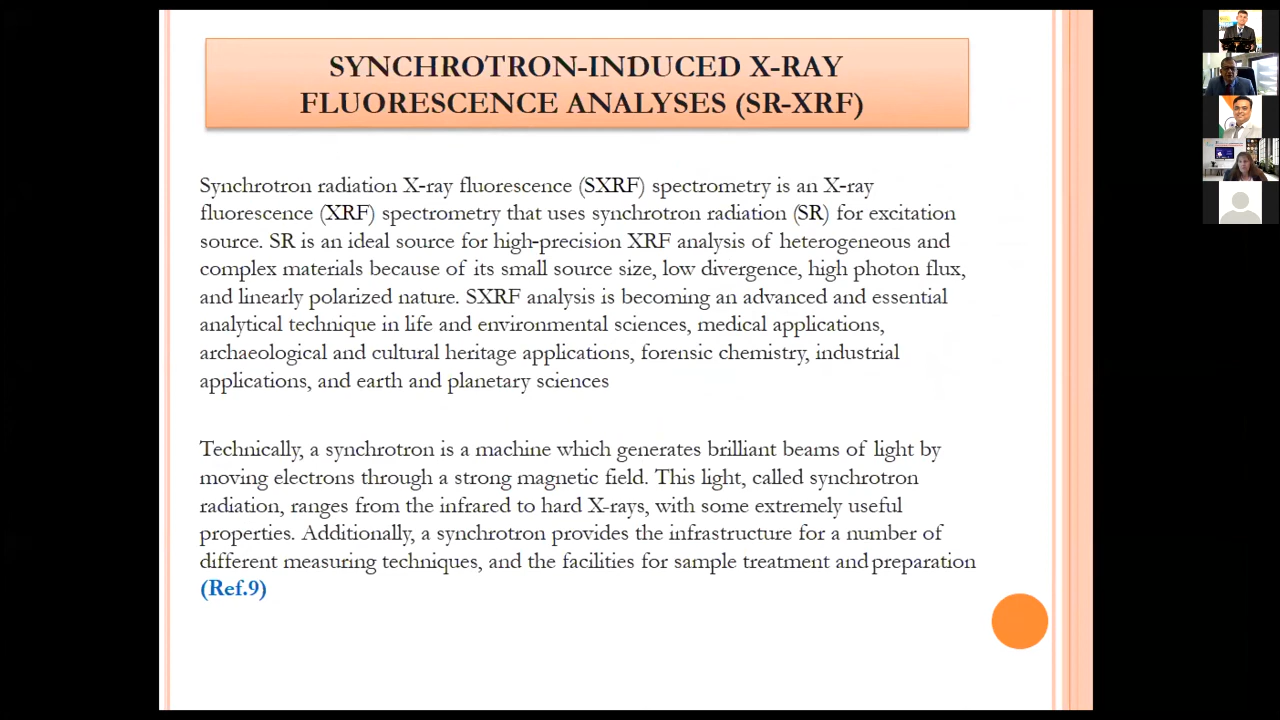 SYNCHROTRON-INDUCED X-RAY
FLUORESCENCE ANALYSES (SR-XRF)
Synchrotron radiation X-ray fluorescence (SXRF) spectrometry is an X-ray
fluorescence (XRF) spectrometry that uses synchrotron radiation (SR) for excitation
source. SR is an ideal source for high-precision XRF analysis of heterogeneous and
complex materials because of its small source size, low divergence, high photon flux,
and linearly polarized nature. SXRF analysis is becoming an advanced and essential
analytical technique in life and environmental sciences, medical applications,
archaeological and cultural heritage applications, forensic chemistry, industrial
applications, and earth and planetary sciences
Technically, a synchrotron is a machine which generates brilliant beams of light by
moving electrons through a strong magnetic field. This light, called synchrotron
radiation, ranges from the infrared to hard X-rays, with some extremely useful
properties. Additionally, a synchrotron provides the infrastructure for a number of
different measuring techniques, and the facilities for sample treatment and preparation
(Ref.9)